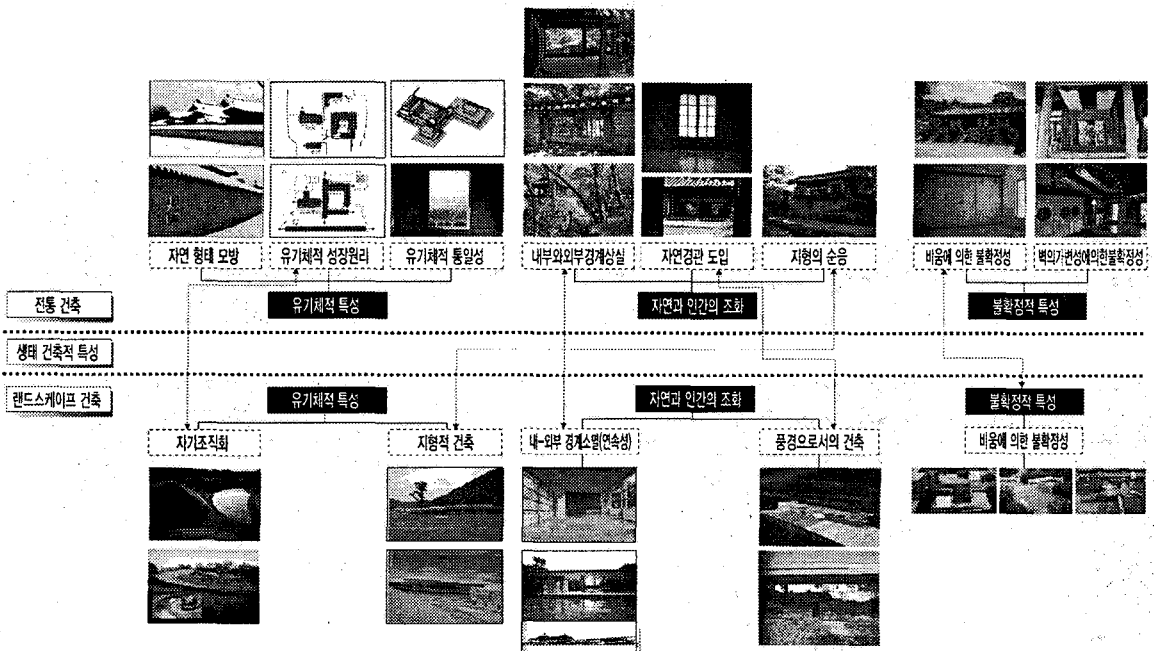 자연 형태 모방
유기체적 성장원리
유기체적 통일성
내부와외부경계상실
자연경관 도입
지형의 순응
비움에 의한 불확정성
벽의가변성에의한불확정성
전통 건축
유기체적 특성
자연과 인간의 조화
불확정적 특성
생태 건축적 특성
랜드스케이프 건축
유기체적 특성
자연과 인간의 조화
불확정적 특성
자기조직화
지형적 건축
내-외부 경계소멸(연속성)
풍경으로서의 건축
비움에 의한 불확정성